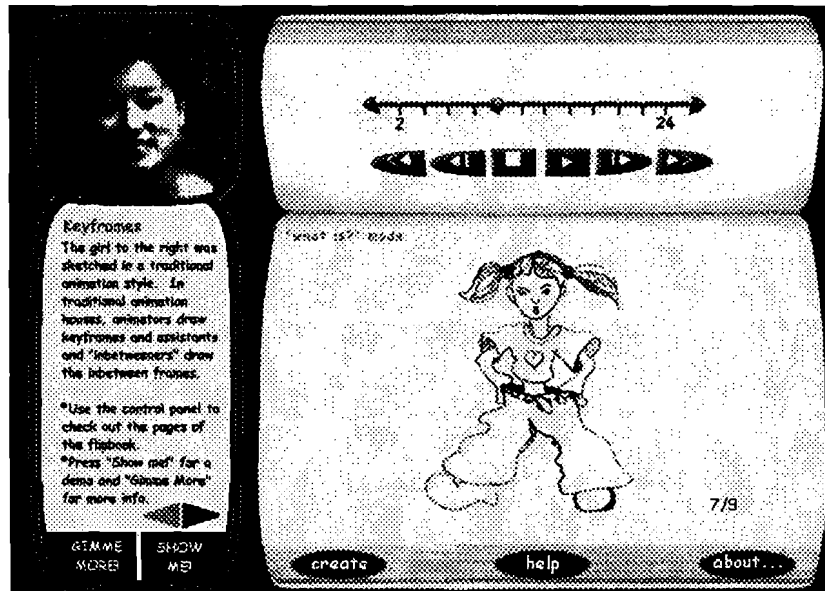 Keyframes
The girl to the right was
sketched in a traditional
animation style. In
traditional animation
houses, animators draw
keyframes and assistants
and "inbetweeners" draw
the inbetween frames.
*Use the control panel to
check out the pages of
the flipbook.
*Press "Show me!" for a
demo and "Gimme More"
for more info.
GIMME
MORE!
SHOW
ME!
2
24
"what is?" mode
7/9
create
help
about...